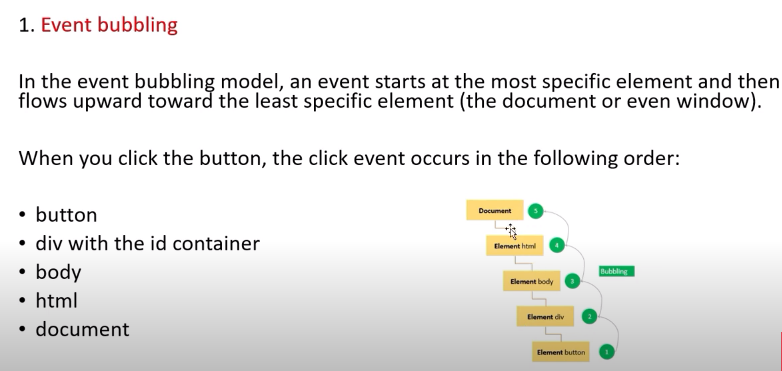 1. Event bubbling
In the event bubbling model, an event starts at the most specific element and then
flows upward toward the least specific element (the document or even window).
When you click the button, the click event occurs in the following order:
• button
• div with the id container
• body
• html
• document
Document 5
Element html 4
Bubbling
Element body 3
Element div 2
Element button 1